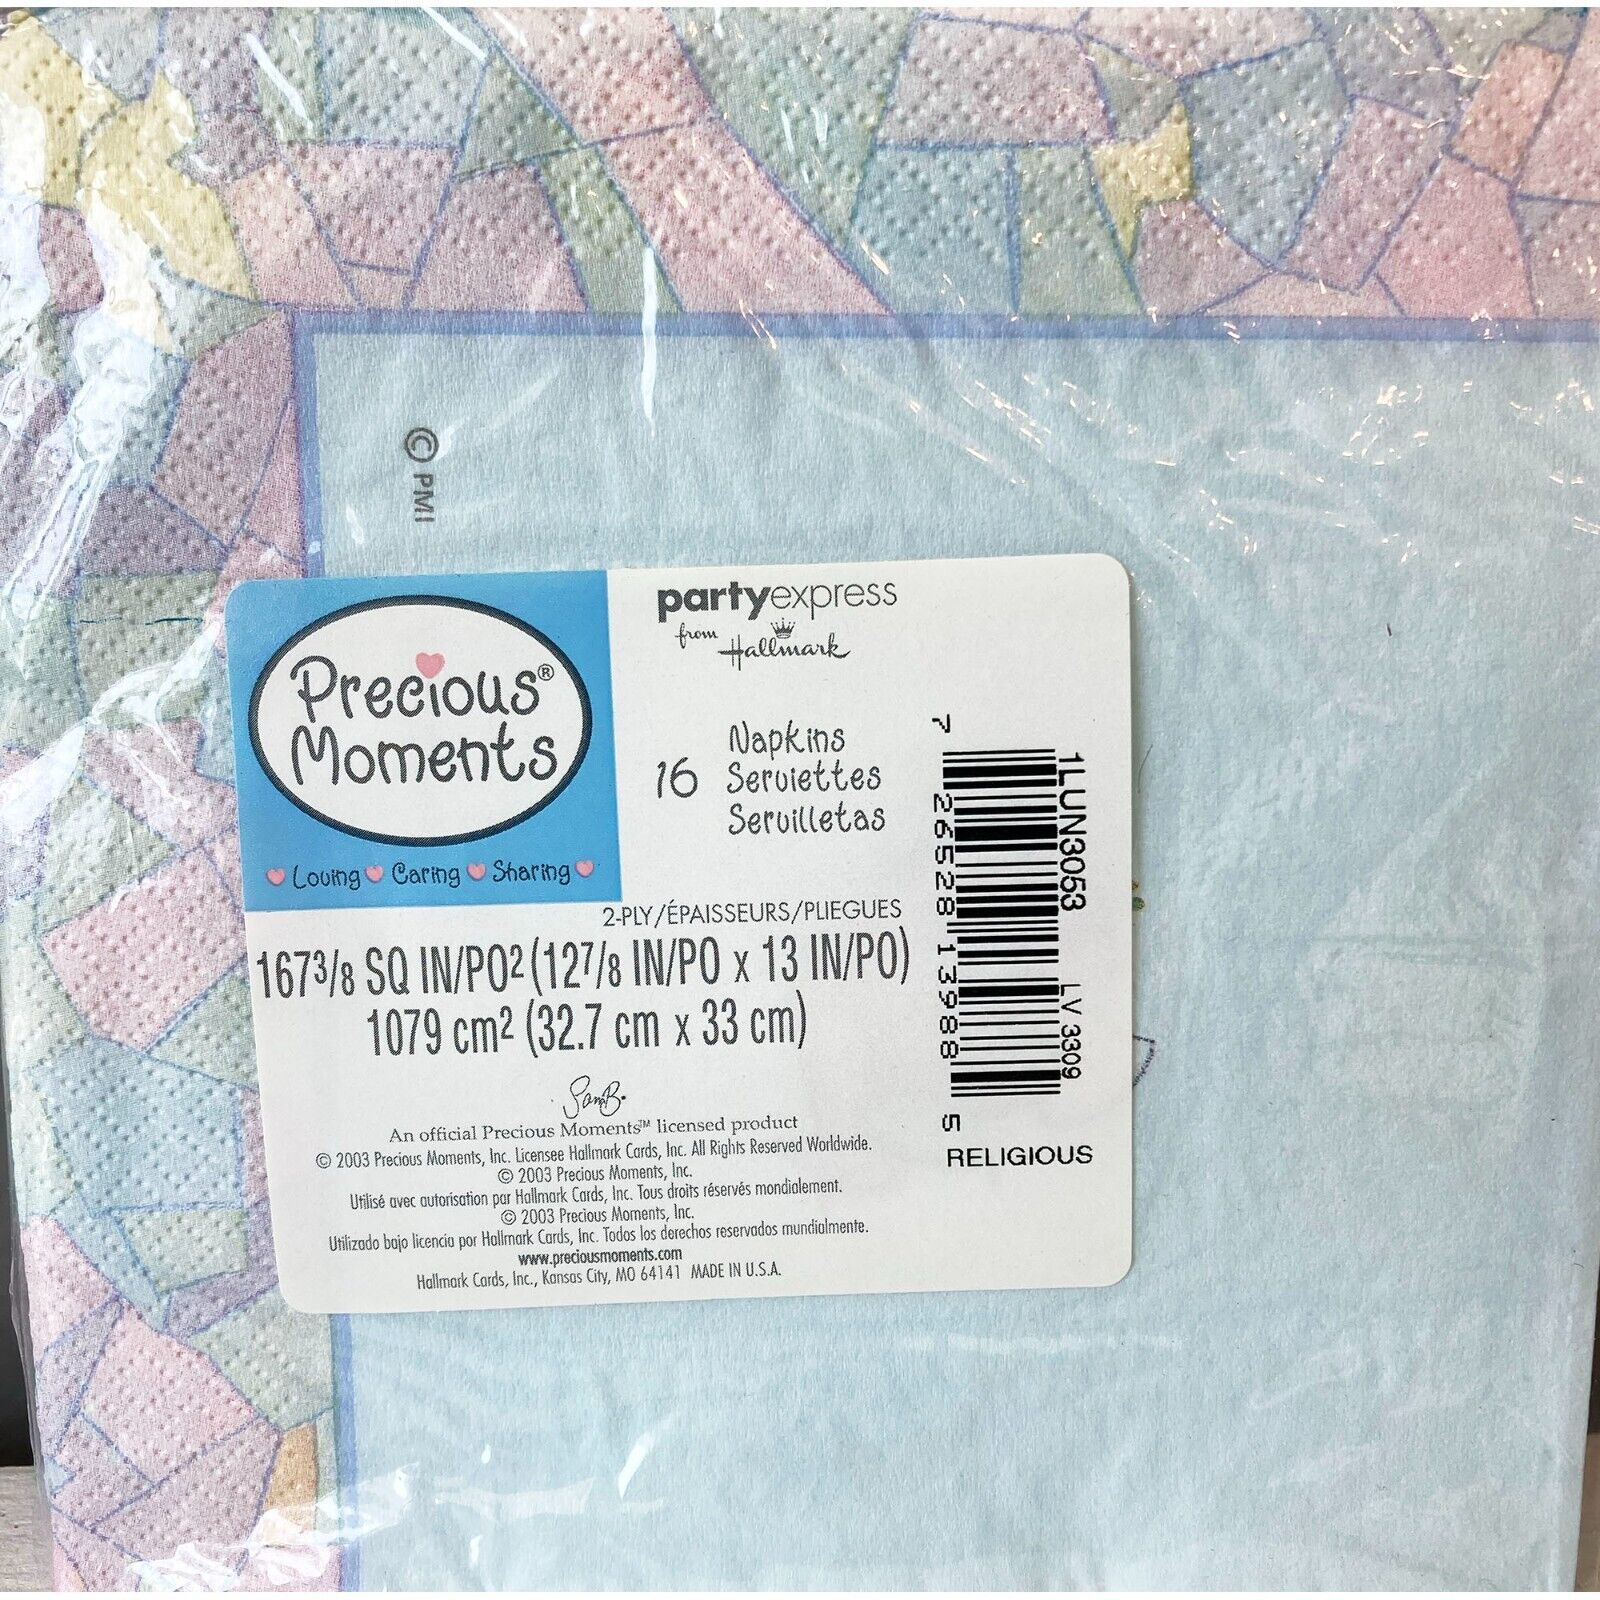 © PMI
Precious®
Moments
Loving Caring Sharing
partyexpress
from Hallmark
16
Napkins
Serviettes
Servilletas
2-PLY/ÉPAISSEURS/PLIEGUES
167 3/8 SQ IN/PO² (12 7/8 IN/PO x 13 IN/PO)
1079 cm² (32.7 cm x 33 cm)
SamB.
An official Precious Moments™ licensed product
© 2003 Precious Moments, Inc. Licensee Hallmark Cards, Inc. All Rights Reserved Worldwide.
© 2003 Precious Moments, Inc.
Utilisé avec autorisation par Hallmark Cards, Inc. Tous droits réservés mondialement.
© 2003 Precious Moments, Inc.
Utilizado bajo licencia por Hallmark Cards, Inc. Todos los derechos reservados mundialmente.
www.preciousmoments.com
Hallmark Cards, Inc., Kansas City, MO 64141 MADE IN U.S.A.
1LUN3053 LV 3309
7 26528 13988 5
RELIGIOUS